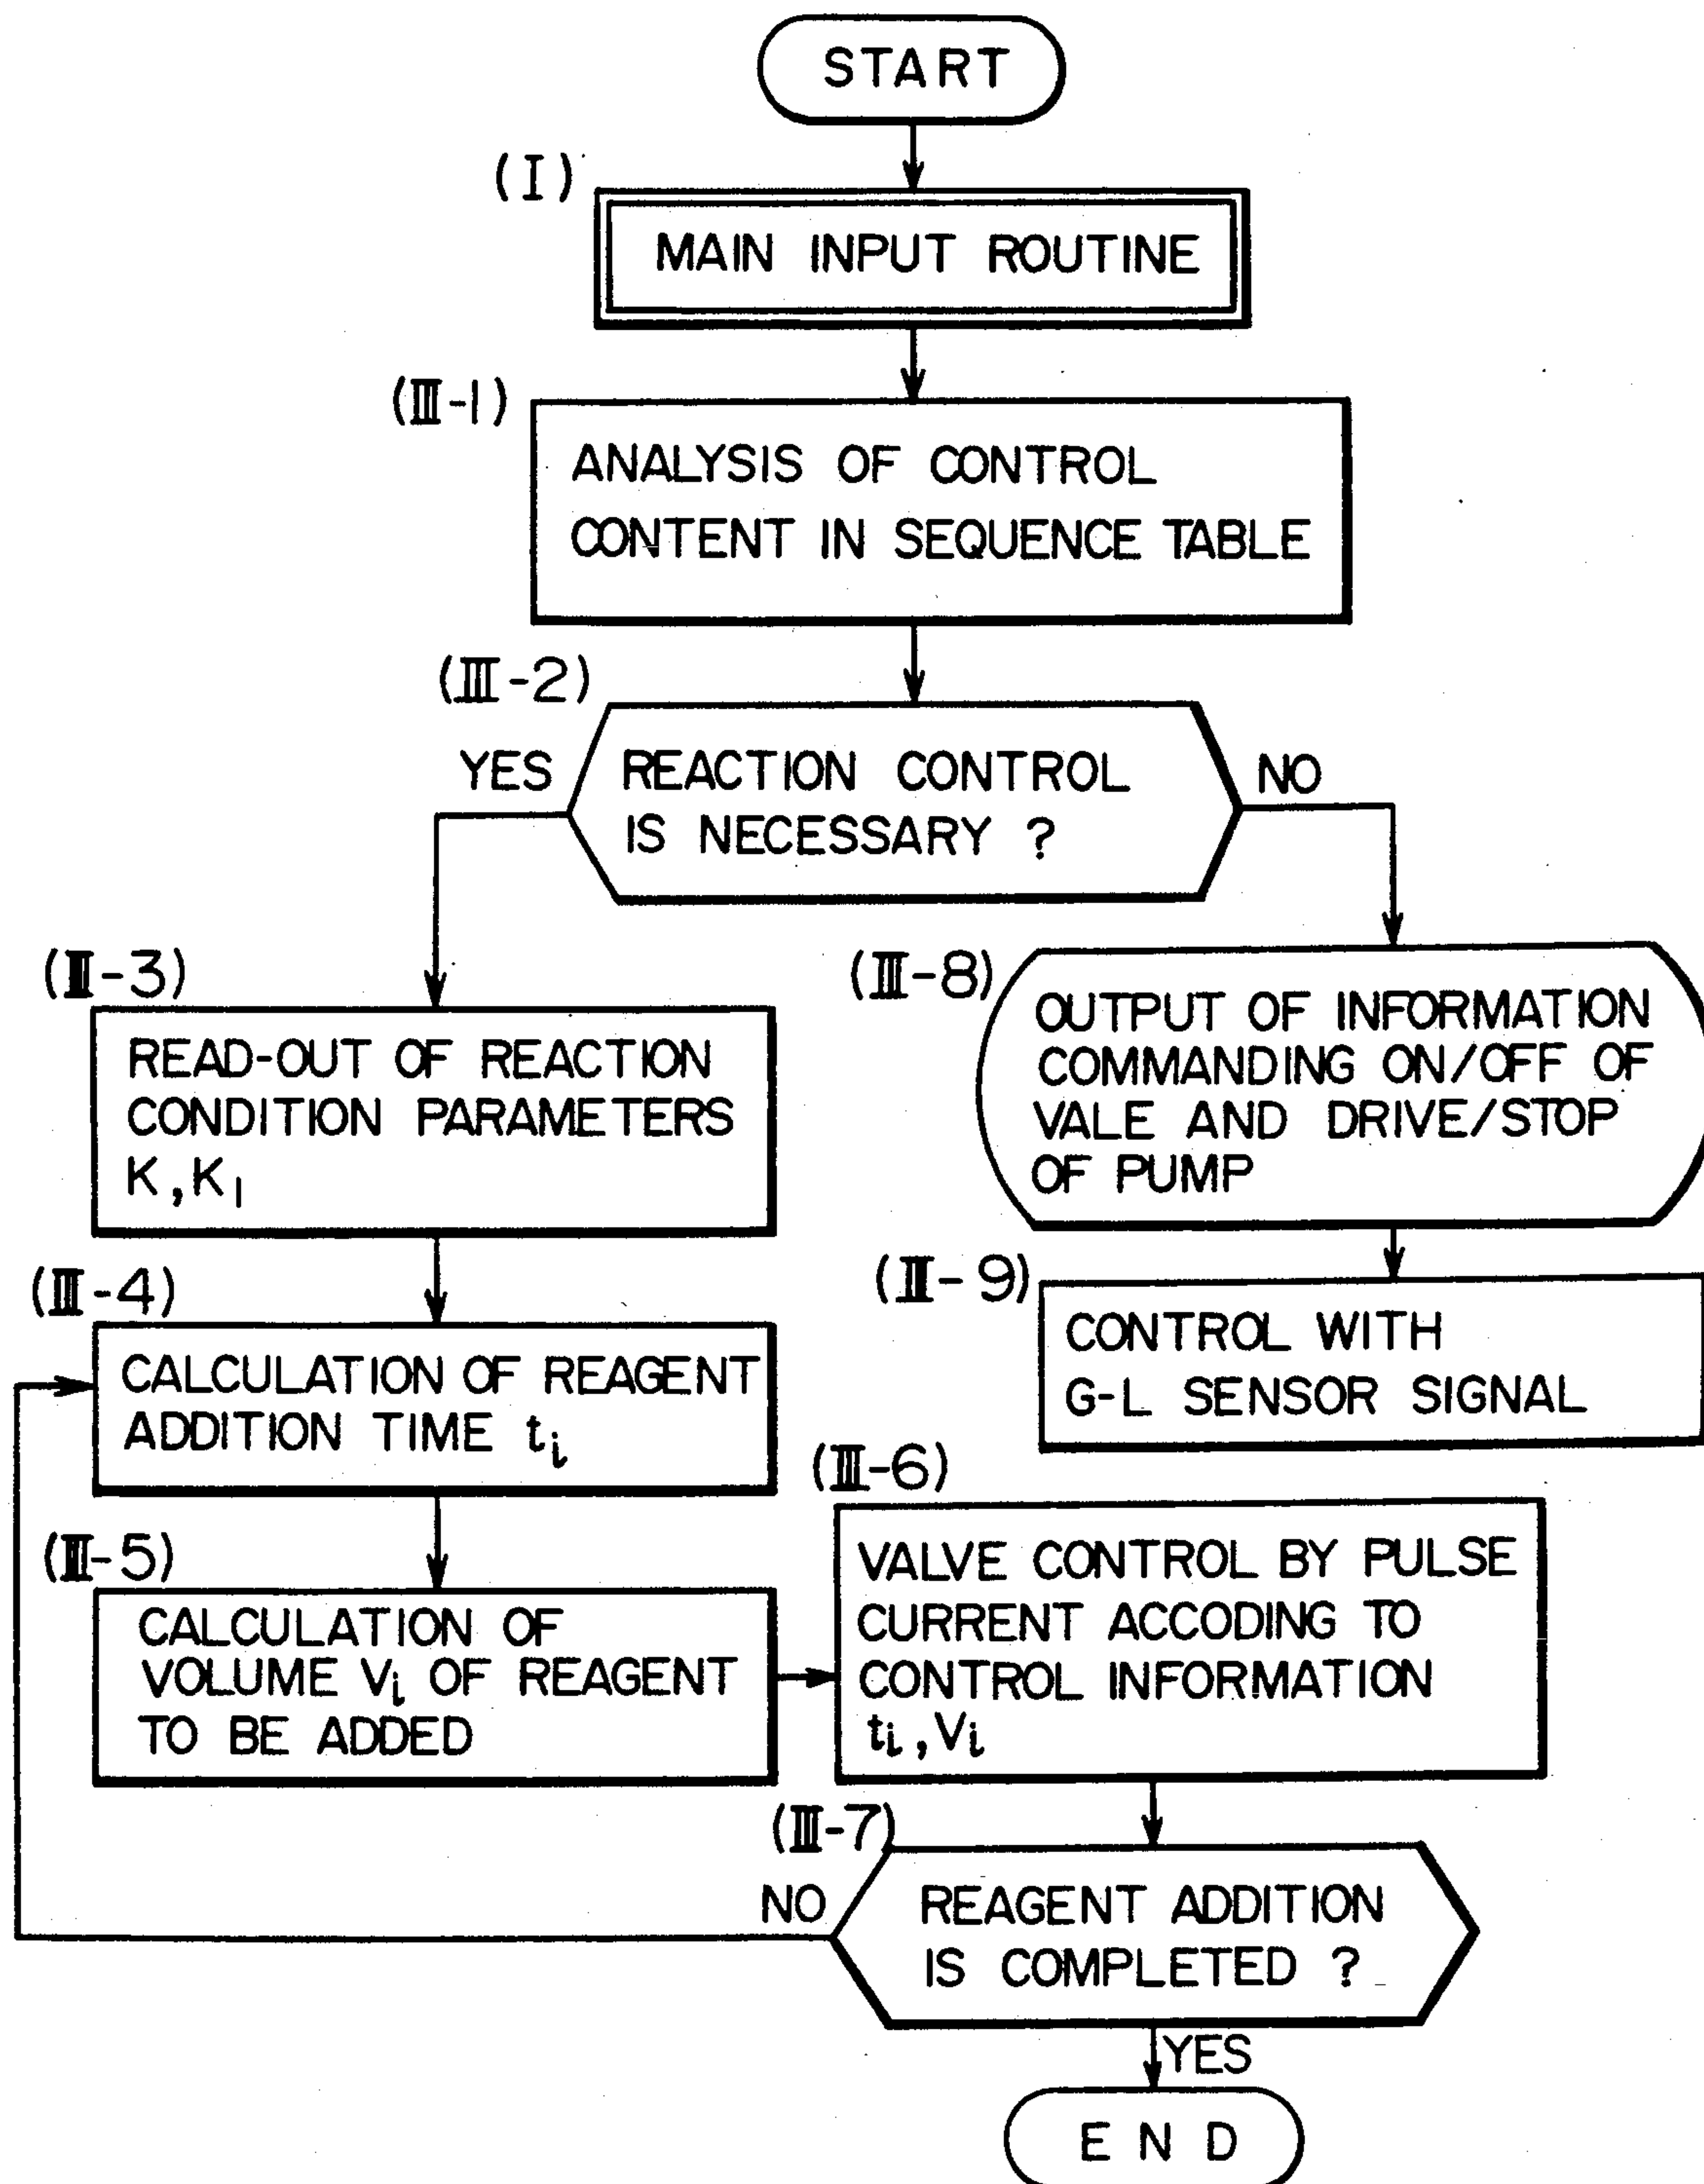 START
(I)
MAIN INPUT ROUTINE
(III-1)
ANALYSIS OF CONTROL
CONTENT IN SEQUENCE TABLE
(III-2)
YES
REACTION CONTROL
IS NECESSARY ?
NO
(III-3)
READ-OUT OF REACTION
CONDITION PARAMETERS
K, K1
(III-8)
OUTPUT OF INFORMATION
COMMANDING ON/OFF OF
VALE AND DRIVE/STOP
OF PUMP
(III-4)
CALCULATION OF REAGENT
ADDITION TIME ti
(III-9)
CONTROL WITH
G-L SENSOR SIGNAL
(III-5)
CALCULATION OF
VOLUME Vi OF REAGENT
TO BE ADDED
(III-6)
VALVE CONTROL BY PULSE
CURRENT ACCODING TO
CONTROL INFORMATION
ti, Vi
(III-7)
NO
REAGENT ADDITION
IS COMPLETED ?
YES
END